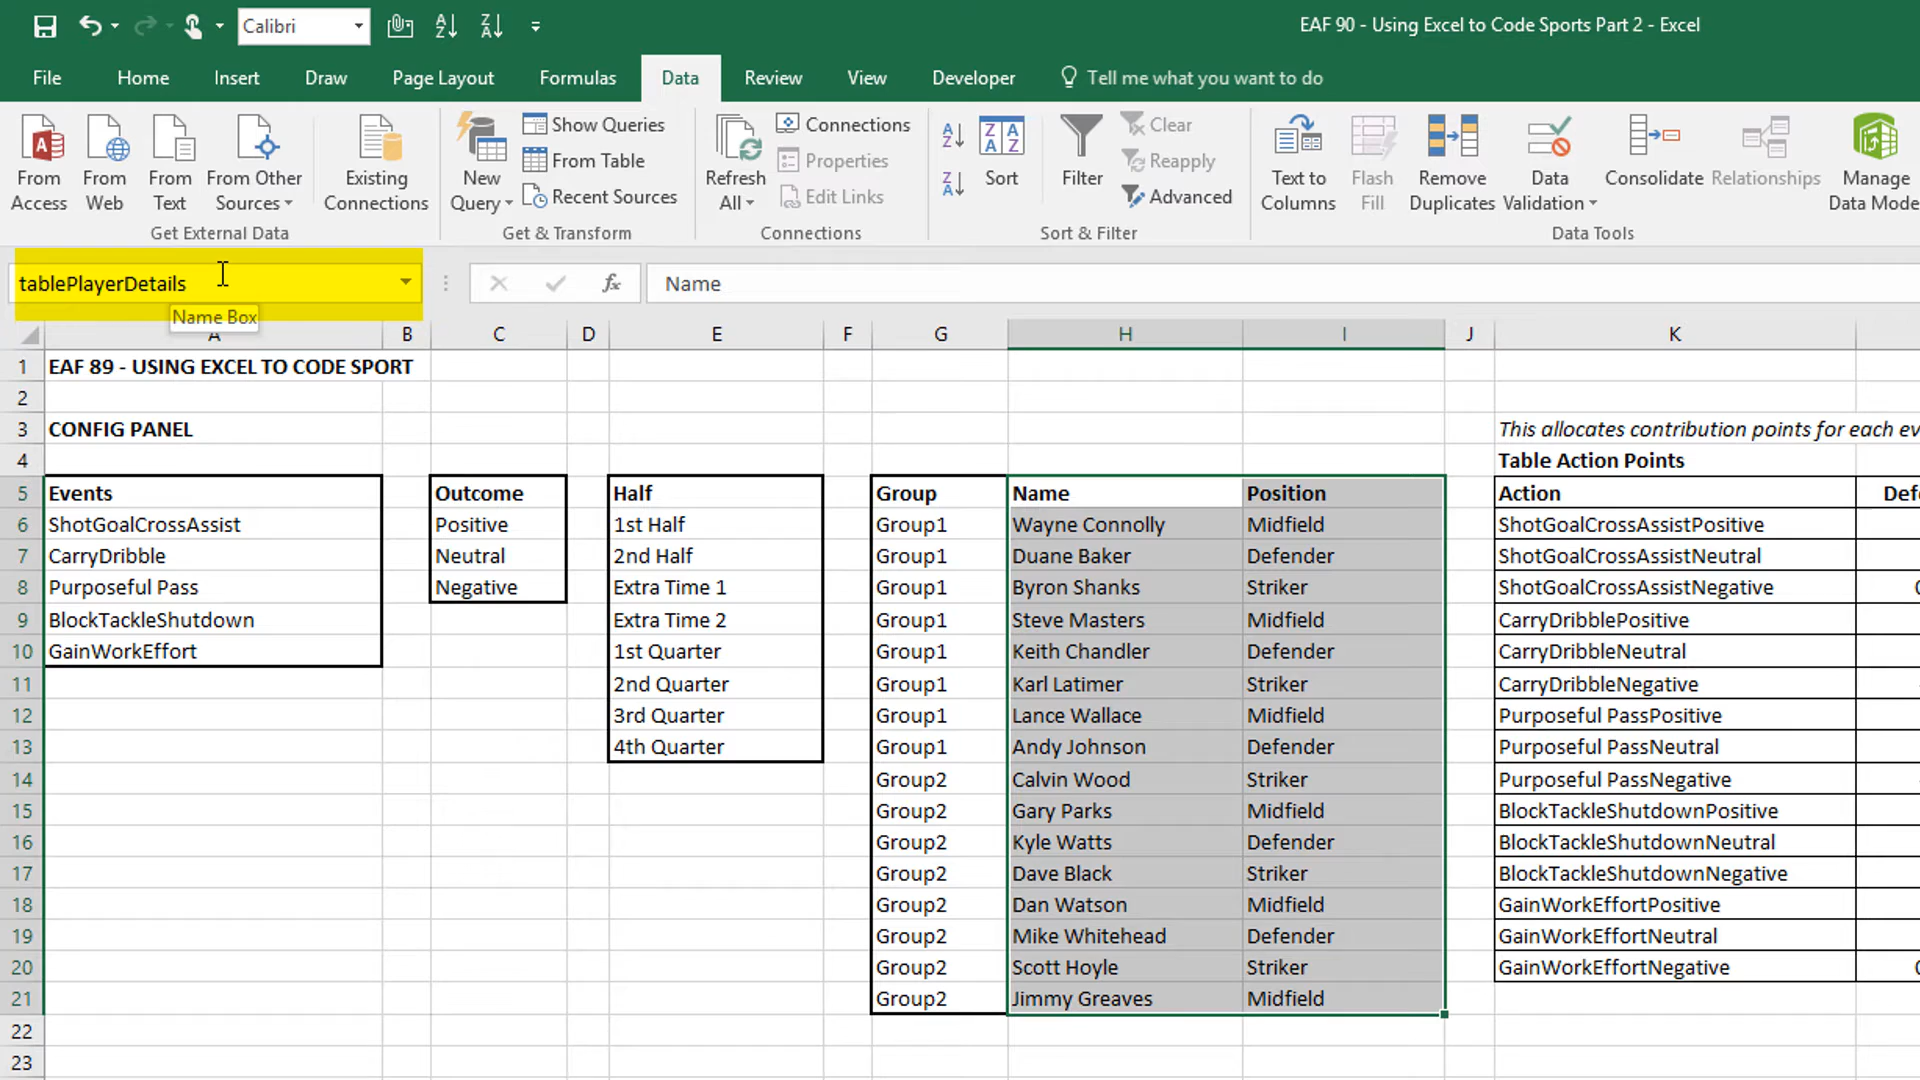 Calibri
EAF 90 - Using Excel to Code Sports Part 2 - Excel
File Home Insert Draw Page Layout Formulas Data Review View Developer Tell me what you want to do
From Access
From Web
From Text
From Other Sources
Existing Connections
Get External Data
New Query
Show Queries
From Table
Recent Sources
Get & Transform
Refresh All
Connections
Properties
Edit Links
Connections
Sort
Filter
Clear
Reapply
Advanced
Sort & Filter
Text to Columns
Flash Fill
Remove Duplicates
Data Validation
Consolidate
Relationships
Manage Data Mode
Data Tools
tablePlayerDetails fx Name
Name Box
A B C D E F G H I J K
1 EAF 89 - USING EXCEL TO CODE SPORT
2
3 CONFIG PANEL This allocates contribution points for each ev
4 Table Action Points
5 Events Outcome Half Group Name Position Action Defe
6 ShotGoalCrossAssist Positive 1st Half Group1 Wayne Connolly Midfield ShotGoalCrossAssistPositive
7 CarryDribble Neutral 2nd Half Group1 Duane Baker Defender ShotGoalCrossAssistNeutral
8 Purposeful Pass Negative Extra Time 1 Group1 Byron Shanks Striker ShotGoalCrossAssistNegative
9 BlockTackleShutdown Extra Time 2 Group1 Steve Masters Midfield CarryDribblePositive
10 GainWorkEffort 1st Quarter Group1 Keith Chandler Defender CarryDribbleNeutral
11 2nd Quarter Group1 Karl Latimer Striker CarryDribbleNegative
12 3rd Quarter Group1 Lance Wallace Midfield Purposeful PassPositive
13 4th Quarter Group1 Andy Johnson Defender Purposeful PassNeutral
14 Group2 Calvin Wood Striker Purposeful PassNegative
15 Group2 Gary Parks Midfield BlockTackleShutdownPositive
16 Group2 Kyle Watts Defender BlockTackleShutdownNeutral
17 Group2 Dave Black Striker BlockTackleShutdownNegative
18 Group2 Dan Watson Midfield GainWorkEffortPositive
19 Group2 Mike Whitehead Defender GainWorkEffortNeutral
20 Group2 Scott Hoyle Striker GainWorkEffortNegative
21 Group2 Jimmy Greaves Midfield
22
23